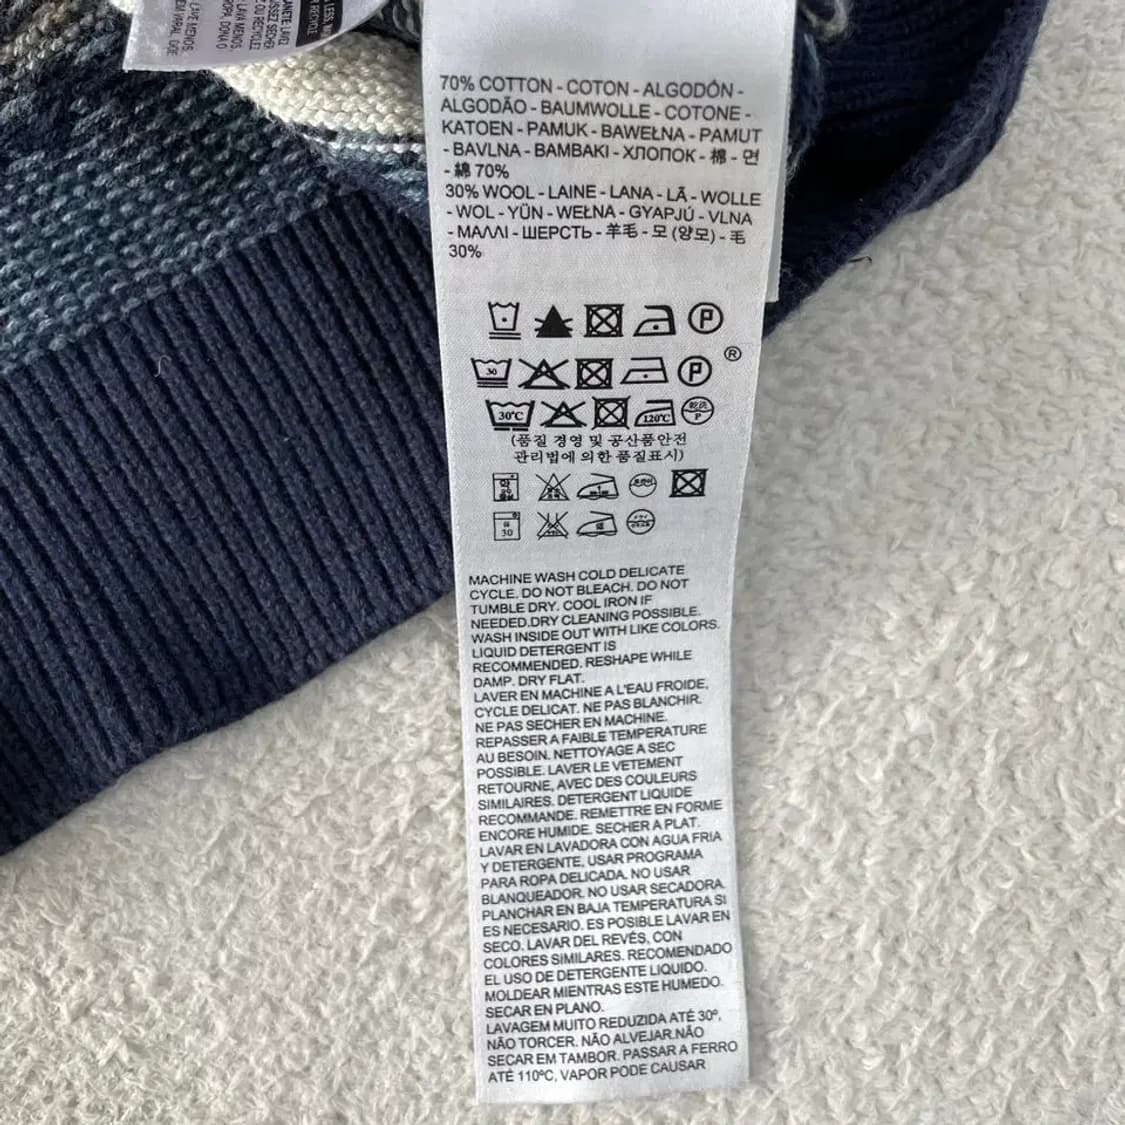 70% COTTON - COTON - ALGODÓN -
ALGODÃO - BAUMWOLLE - COTONE -
KATOEN - PAMUK - BAWEŁNA - PAMUT
- BAVLNA - BAMBAKI - ХЛОПОК - 棉 - 면
- 綿 70%
30% WOOL - LAINE - LANA - LÃ - WOLLE
- WOL - YÜN - WEŁNA - GYAPJÚ - VLNA
- ΜΑΛΛΙ - ШЕРСТЬ - 羊毛 - 모 (양모) - 毛
30%
P
30 P ®
30℃ 120℃ P
(품질 경영 및 공산품안전
관리법에 의한 품질표시)
30
MACHINE WASH COLD DELICATE
CYCLE. DO NOT BLEACH. DO NOT
TUMBLE DRY. COOL IRON IF
NEEDED.DRY CLEANING POSSIBLE.
WASH INSIDE OUT WITH LIKE COLORS.
LIQUID DETERGENT IS
RECOMMENDED. RESHAPE WHILE
DAMP. DRY FLAT.
LAVER EN MACHINE A L'EAU FROIDE,
CYCLE DELICAT. NE PAS BLANCHIR.
NE PAS SECHER EN MACHINE.
REPASSER A FAIBLE TEMPERATURE
AU BESOIN. NETTOYAGE A SEC
POSSIBLE. LAVER LE VETEMENT
RETOURNE, AVEC DES COULEURS
SIMILAIRES. DETERGENT LIQUIDE
RECOMMANDE. REMETTRE EN FORME
ENCORE HUMIDE. SECHER A PLAT.
LAVAR EN LAVADORA CON AGUA FRIA
Y DETERGENTE, USAR PROGRAMA
PARA ROPA DELICADA. NO USAR
BLANQUEADOR. NO USAR SECADORA.
PLANCHAR EN BAJA TEMPERATURA SI
ES NECESARIO. ES POSIBLE LAVAR EN
SECO. LAVAR DEL REVÉS, CON
COLORES SIMILARES. RECOMENDADO
EL USO DE DETERGENTE LIQUIDO.
MOLDEAR MIENTRAS ESTE HUMEDO.
SECAR EN PLANO.
LAVAGEM MUITO REDUZIDA ATÉ 30º,
NÃO TORCER. NÃO ALVEJAR.NÃO
SECAR EM TAMBOR. PASSAR A FERRO
ATÉ 110ºC, VAPOR PODE CAUSAR